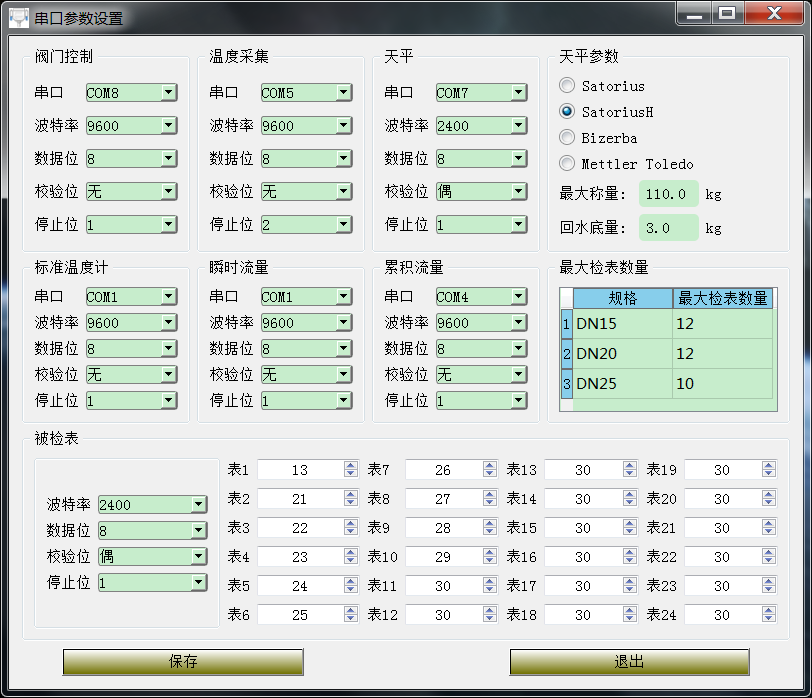 串口参数设置
阀门控制
串口 COM8
波特率 9600
数据位 8
校验位 无
停止位 1
温度采集
串口 COM5
波特率 9600
数据位 8
校验位 无
停止位 2
天平
串口 COM7
波特率 2400
数据位 8
校验位 偶
停止位 1
天平参数
Satorius
SatoriusH
Bizerba
Mettler Toledo
最大称量: 110.0 kg
回水底量: 3.0 kg
标准温度计
串口 COM1
波特率 9600
数据位 8
校验位 无
停止位 1
瞬时流量
串口 COM1
波特率 9600
数据位 8
校验位 无
停止位 1
累积流量
串口 COM4
波特率 9600
数据位 8
校验位 无
停止位 1
最大检表数量
规格 最大检表数量
1 DN15 12
2 DN20 12
3 DN25 10
被检表
波特率 2400
数据位 8
校验位 偶
停止位 1
表1 13 表7 26 表13 30 表19 30
表2 21 表8 27 表14 30 表20 30
表3 22 表9 28 表15 30 表21 30
表4 23 表10 29 表16 30 表22 30
表5 24 表11 30 表17 30 表23 30
表6 25 表12 30 表18 30 表24 30
保存 退出